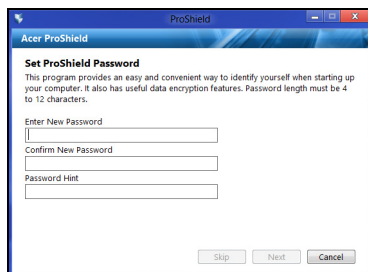 ProShield
Acer ProShield
Set ProShield Password
This program provides an easy and convenient way to identify yourself when starting up
your computer. It also has useful data encryption features. Password length must be 4
to 12 characters.
Enter New Password
Confirm New Password
Password Hint
Skip Next Cancel